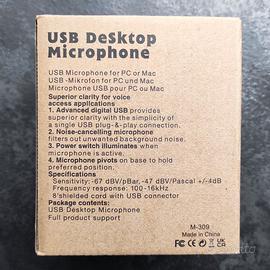 USB Desktop
Microphone
USB Microphone for PC or Mac
USB -Mikrofon für PC und Mac
Microphone USB pour PC ou Mac
Superior clarity for voice
access applications
1. Advanced digital USB provides
superior clarity with the simplicity of
a single USB plug-&-play connection.
2. Noise-cancelling microphone
filters out unwanted background
noise.
3. Power switch illuminates when
microphone is active.
4. Microphone pivots on base to hold
preferred position.
Specifications
Sensitivity: -67 dBV/pBar, -47 dBV/Pascal +/-4dB
Frequency response: 100-16kHz
8'shielded cord with USB connector
Package contents:
USB Desktop Microphone
Full product support
M-309
Made in China